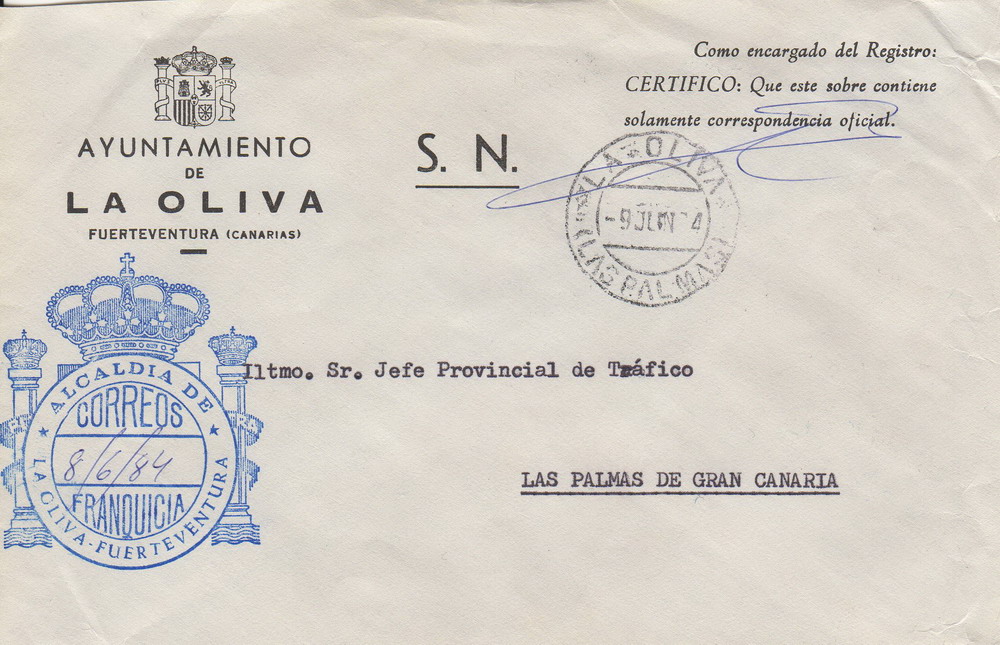 Como encargado del Registro:
CERTIFICO: Que este sobre contiene
solamente correspondencia oficial.
AYUNTAMIENTO
DE
LA OLIVA
FUERTEVENTURA (CANARIAS)
S. N.
LA OLIVA
-9 JUN 4
(LAS PALMAS)
Iltmo. Sr. Jefe Provincial de Tráfico
LAS PALMAS DE GRAN CANARIA
ALCALDIA DE
CORREOS
8/6/84
FRANQUICIA
LA OLIVA-FUERTEVENTURA